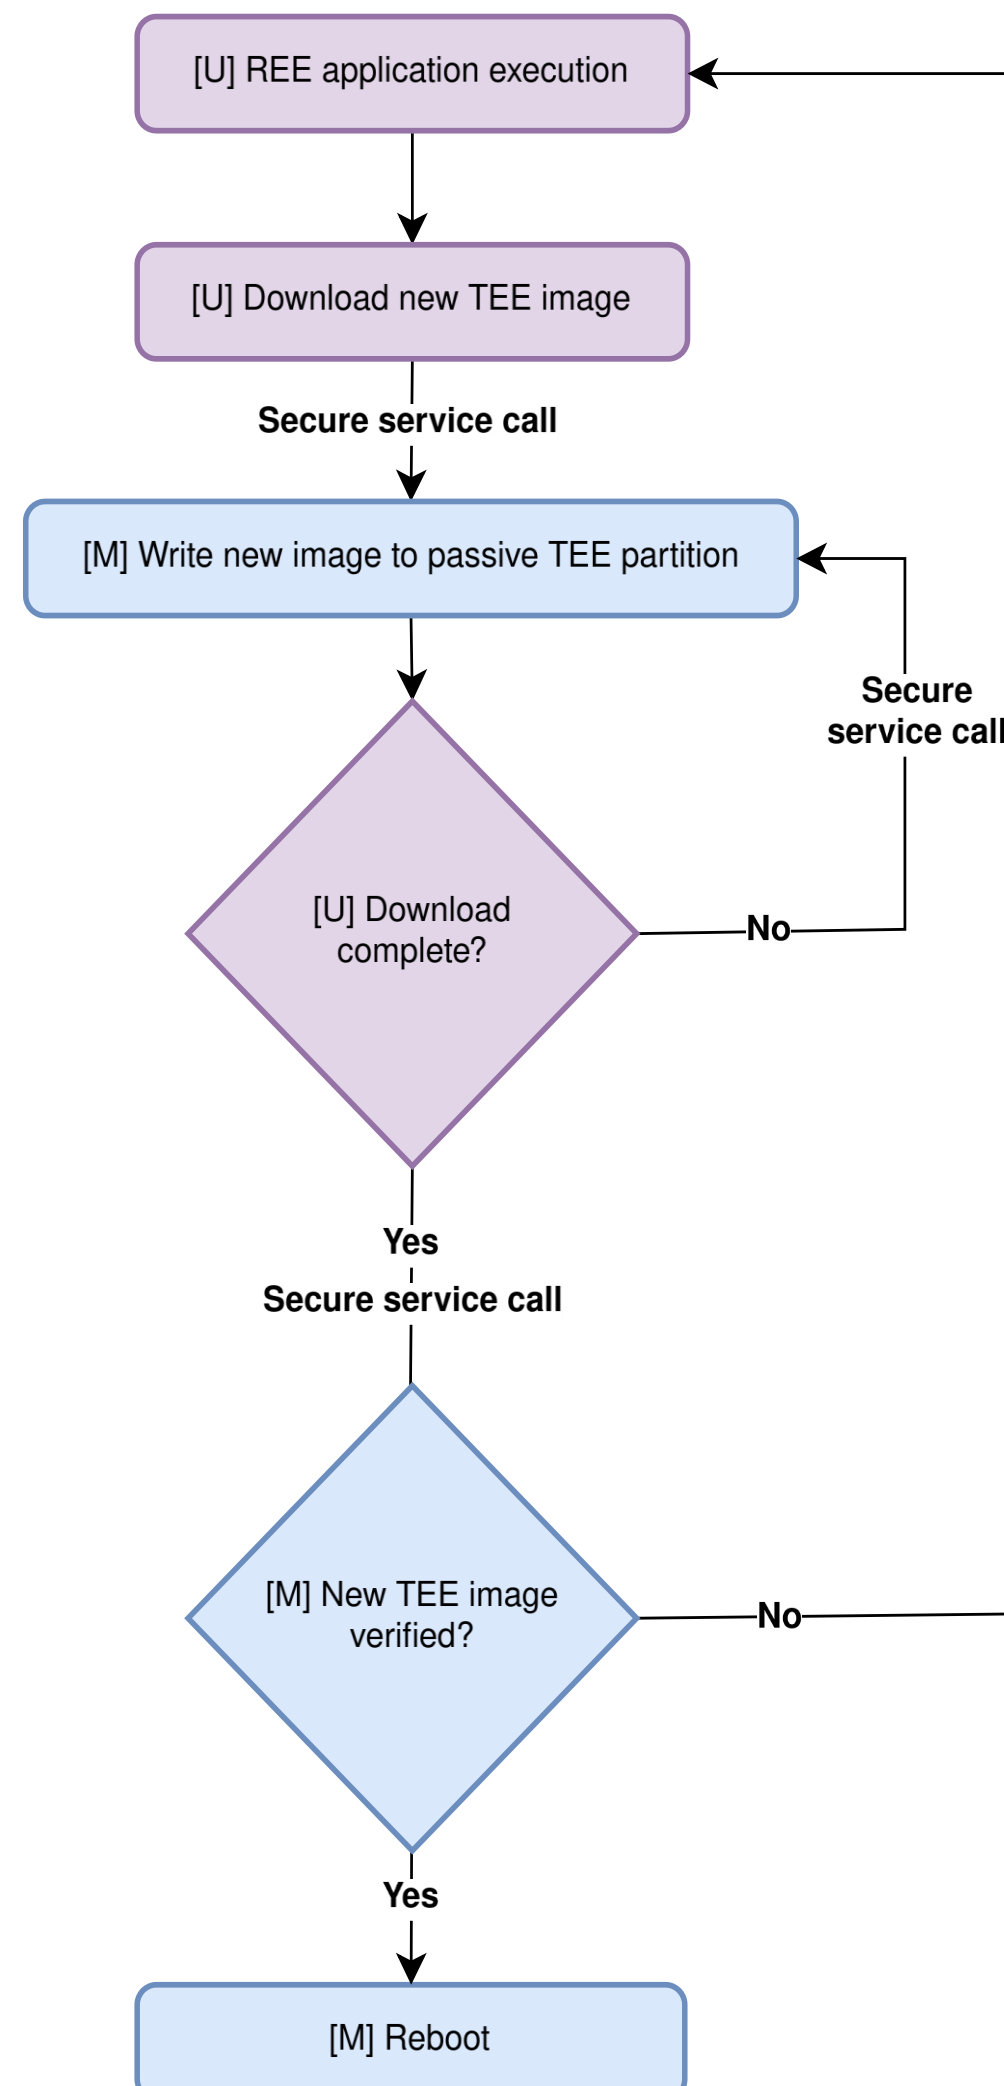 [U] REE application execution
[U] Download new TEE image
Secure service call
[M] Write new image to passive TEE partition
Secure
service call
[U] Download
complete?
No
Yes
Secure service call
[M] New TEE image
verified?
No
Yes
[M] Reboot